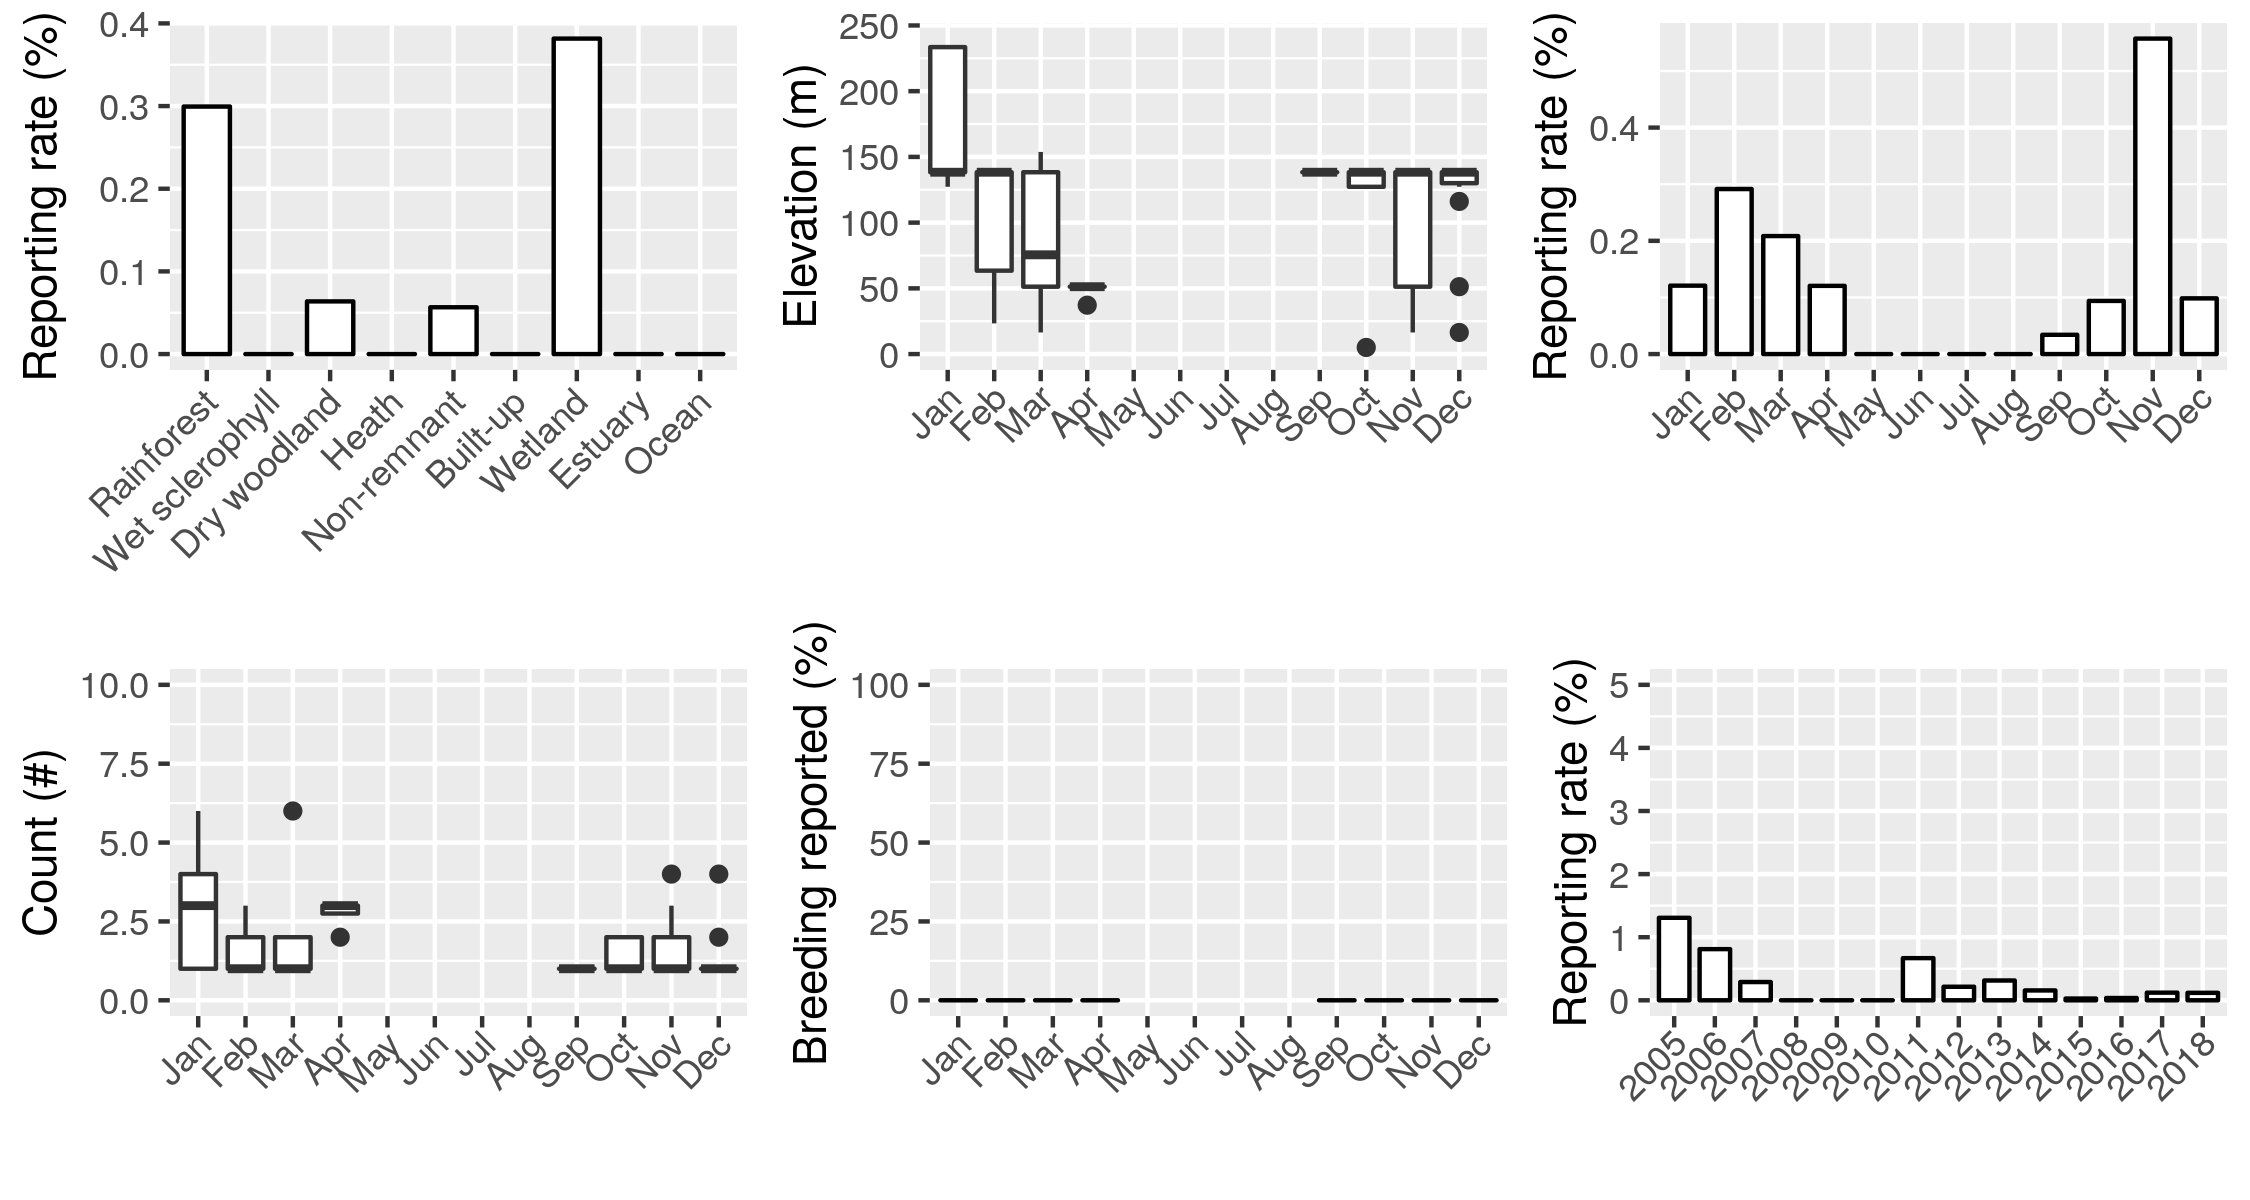 Reporting rate (%)
0.4
0.3
0.2
0.1
0.0
Rainforest
Wet sclerophyll
Dry woodland
Heath
Non-remnant
Built-up
Wetland
Estuary
Ocean
Elevation (m)
250
200
150
100
50
0
Jan
Feb
Mar
Apr
May
Jun
Jul
Aug
Sep
Oct
Nov
Dec
Reporting rate (%)
0.4
0.2
0.0
Jan
Feb
Mar
Apr
May
Jun
Jul
Aug
Sep
Oct
Nov
Dec
Count (#)
10.0
7.5
5.0
2.5
0.0
Jan
Feb
Mar
Apr
May
Jun
Jul
Aug
Sep
Oct
Nov
Dec
Breeding reported (%)
100
75
50
25
0
Jan
Feb
Mar
Apr
May
Jun
Jul
Aug
Sep
Oct
Nov
Dec
Reporting rate (%)
5
4
3
2
1
0
2005
2006
2007
2008
2009
2010
2011
2012
2013
2014
2015
2016
2017
2018